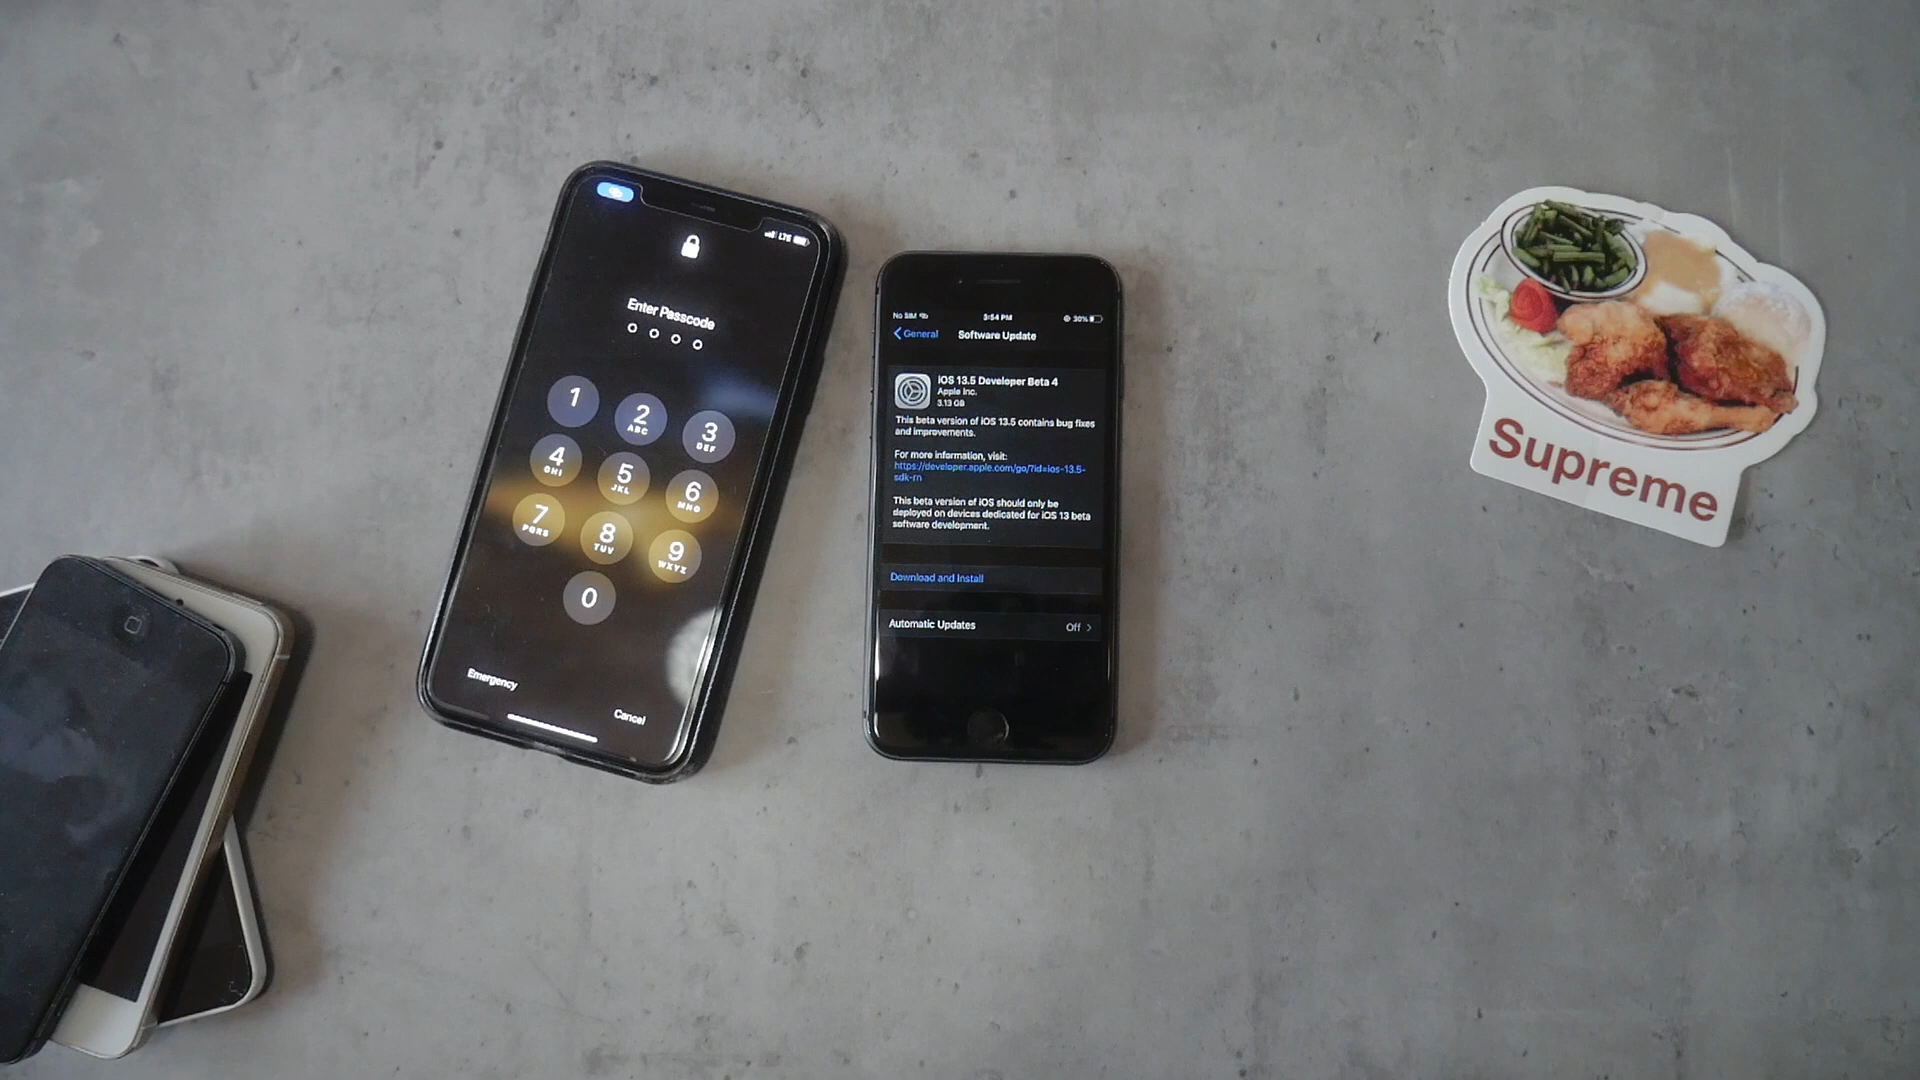 LTE
Enter Passcode
1
2
ABC
3
DEF
4
GHI
5
JKL
6
MNO
7
PQRS
8
TUV
9
WXYZ
0
Emergency
Cancel
No SIM
3:54 PM
30%
General
Software Update
iOS 13.5 Developer Beta 4
Apple Inc.
3.13 GB
This beta version of iOS 13.5 contains bug fixes
and improvements.
For more information, visit:
https://developer.apple.com/go/?id=ios-13.5-
sdk-rn
This beta version of iOS should only be
deployed on devices dedicated for iOS 13 beta
software development.
Download and Install
Automatic Updates
Off
Supreme